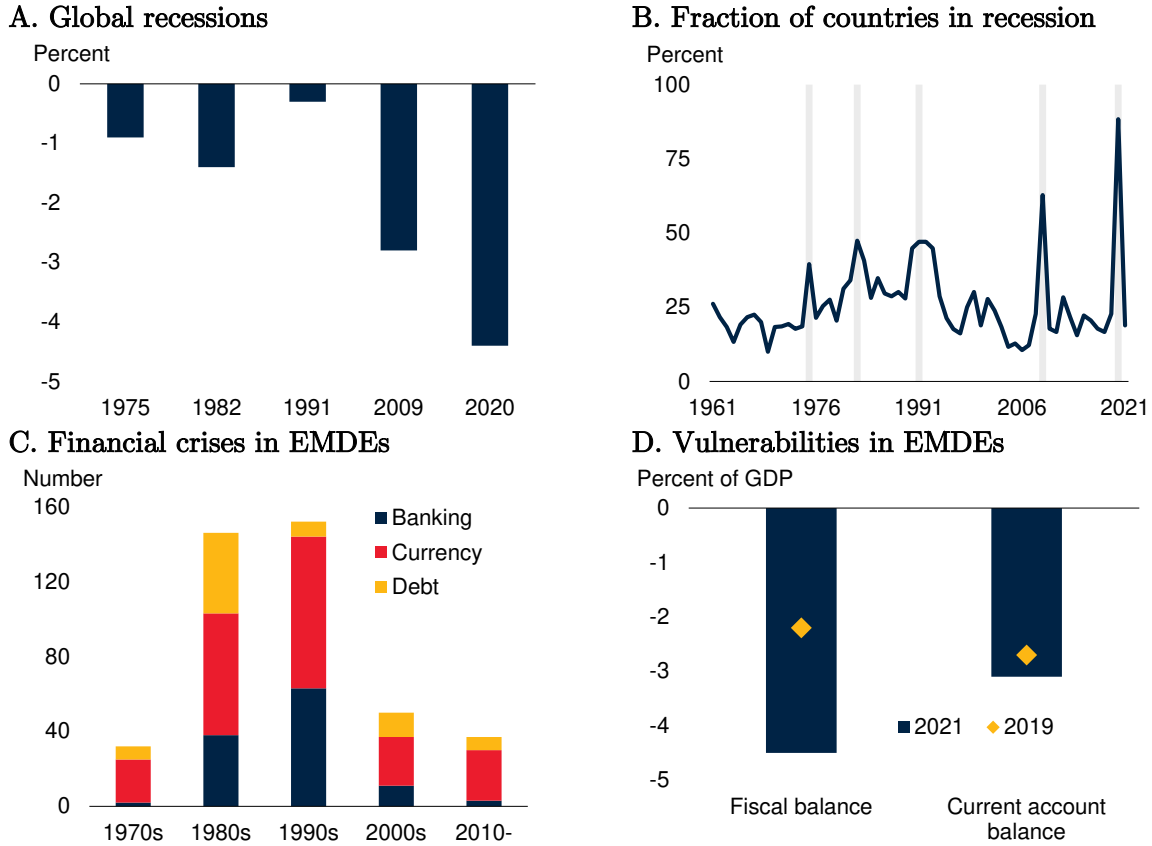 A. Global recessions
Percent
0
-1
-2
-3
-4
-5
1975 1982 1991 2009 2020
B. Fraction of countries in recession
Percent
100
75
50
25
0
1961 1976 1991 2006 2021
C. Financial crises in EMDEs
Number
160
120
80
40
0
Banking
Currency
Debt
1970s 1980s 1990s 2000s 2010-
D. Vulnerabilities in EMDEs
Percent of GDP
0
-1
-2
-3
-4
-5
2021 2019
Fiscal balance Current account
balance